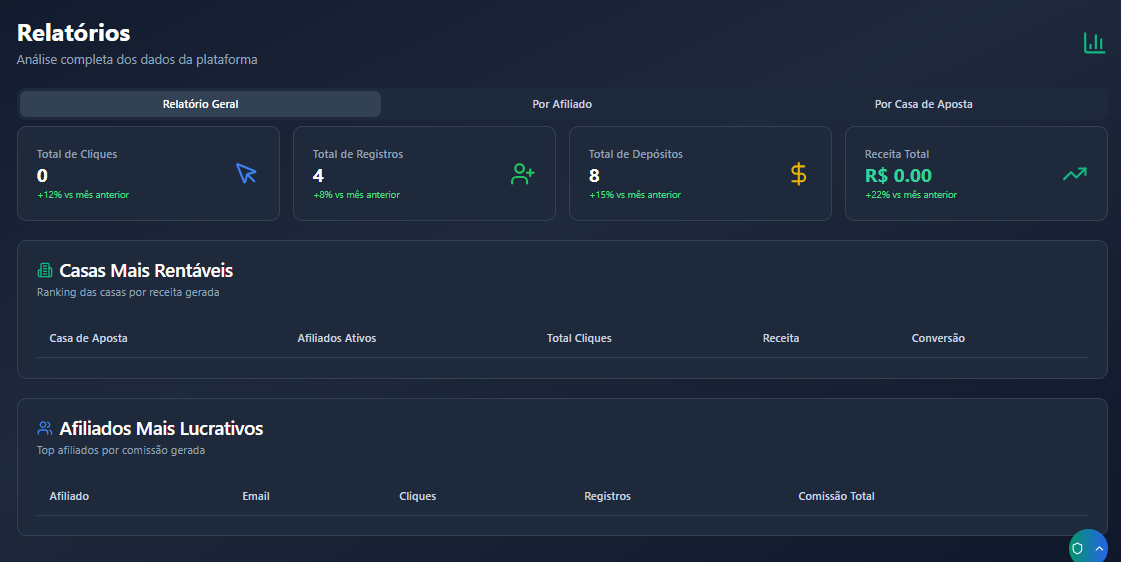 Relatórios
Análise completa dos dados da plataforma
Relatório Geral
Por Afiliado
Por Casa de Aposta
Total de Cliques
0
+12% vs mês anterior
Total de Registros
4
+8% vs mês anterior
Total de Depósitos
8
+15% vs mês anterior
Receita Total
R$ 0.00
+22% vs mês anterior
Casas Mais Rentáveis
Ranking das casas por receita gerada
Casa de Aposta Afiliados Ativos Total Cliques Receita Conversão
Afiliados Mais Lucrativos
Top afiliados por comissão gerada
Afiliado Email Cliques Registros Comissão Total